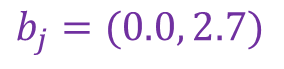 b_j = (0.0, 2.7)